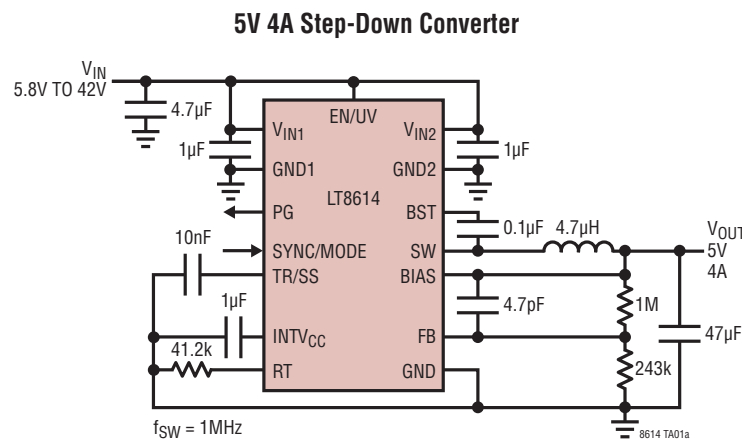 5V 4A Step-Down Converter
VIN
5.8V TO 42V
4.7µF
EN/UV
VIN1
VIN2
1µF
1µF
GND1
GND2
LT8614
PG
BST
0.1µF
4.7µH
VOUT
5V
4A
10nF
SYNC/MODE
SW
TR/SS
BIAS
1µF
4.7pF
1M
INTVCC
FB
47µF
41.2k
RT
GND
243k
fSW = 1MHz
8614 TA01a